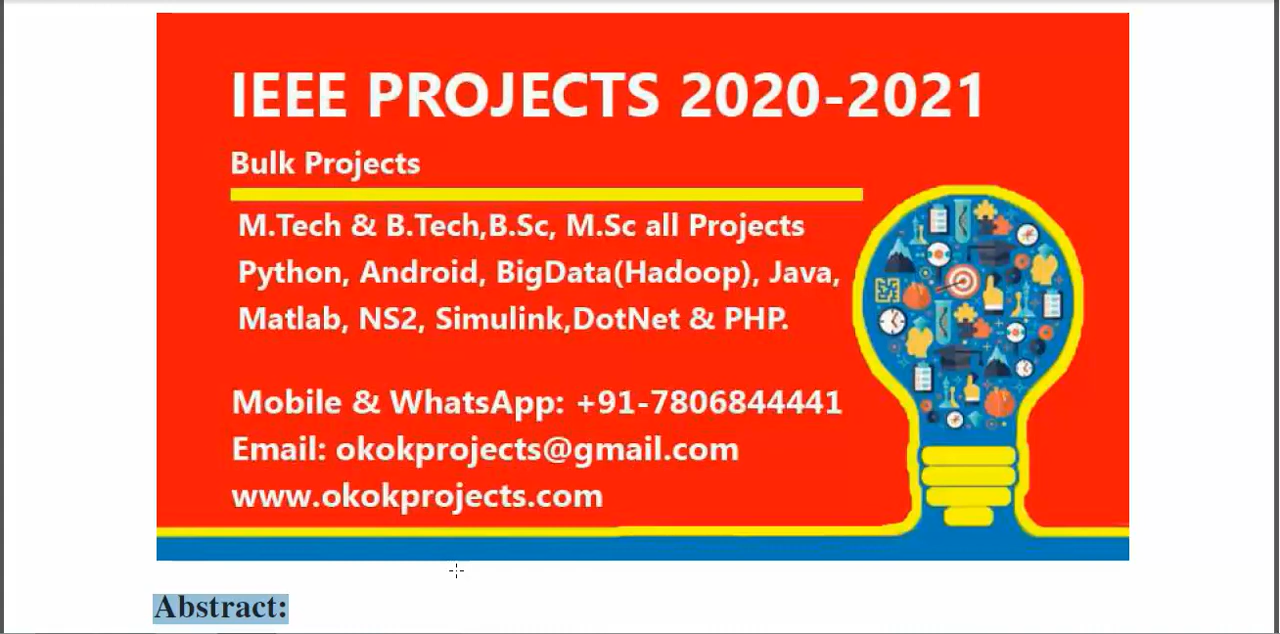 IEEE PROJECTS 2020-2021
Bulk Projects
M.Tech & B.Tech,B.Sc, M.Sc all Projects
Python, Android, BigData(Hadoop), Java,
Matlab, NS2, Simulink,DotNet & PHP.
Mobile & WhatsApp: +91-7806844441
Email: okokprojects@gmail.com
www.okokprojects.com
Abstract: